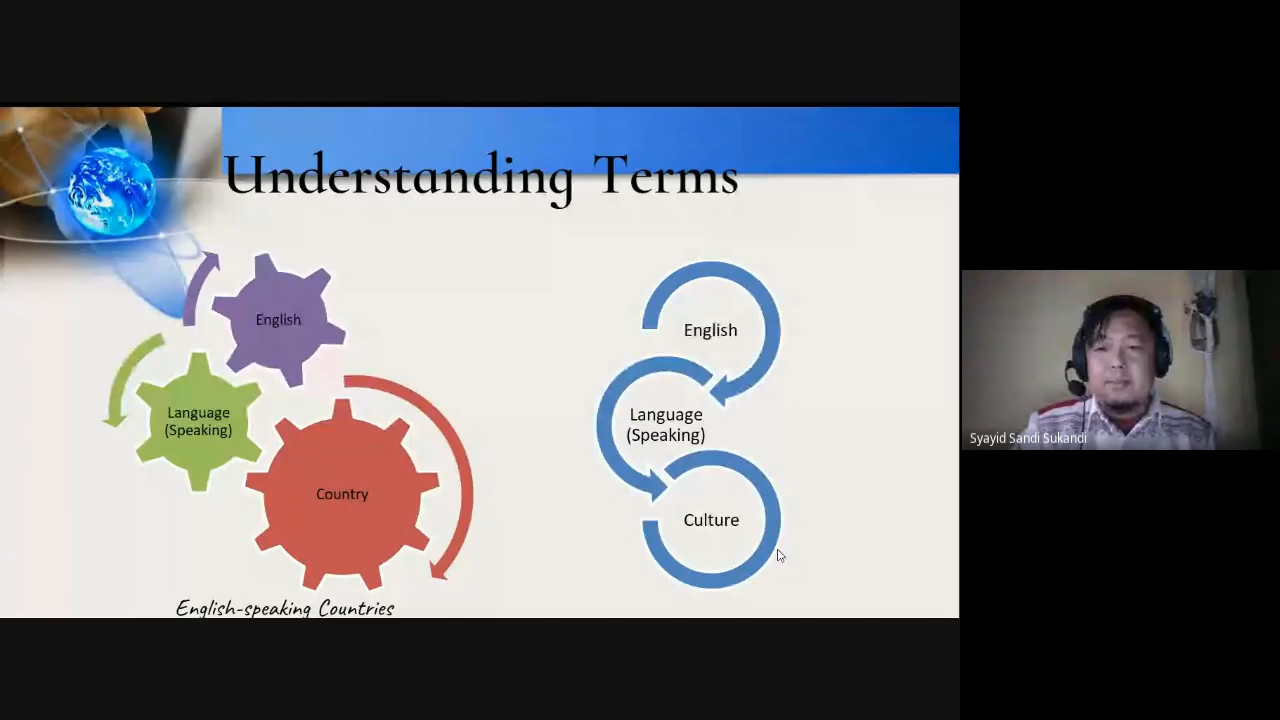 Understanding Terms
English
Language
(Speaking)
Country
English-speaking Countries
English
Language
(Speaking)
Culture
Syayid Sandi Sukandi